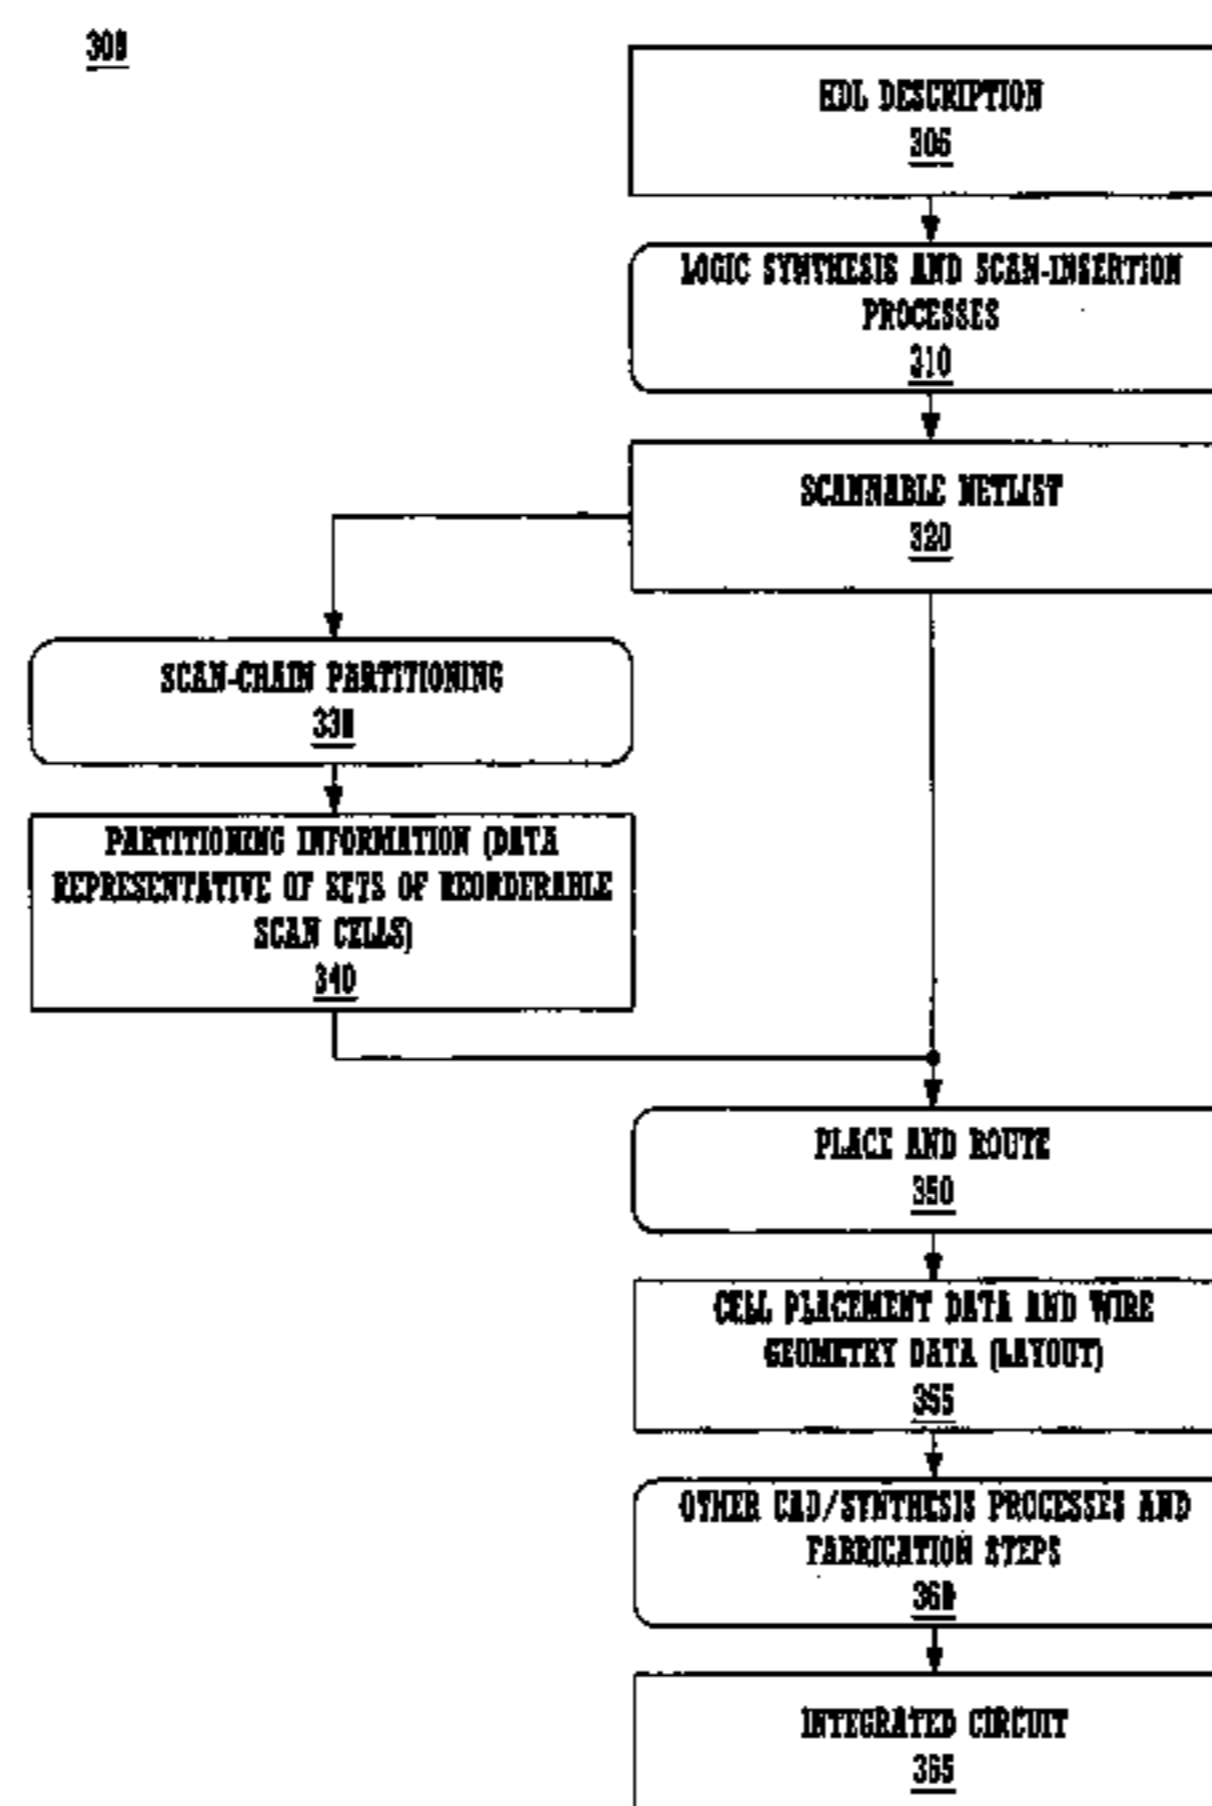 300
HDL DESCRIPTION
305
LOGIC SYNTHESIS AND SCAN-INSERTION
PROCESSES
310
SCANNABLE NETLIST
320
SCAN-CHAIN PARTITIONING
330
PARTITIONING INFORMATION (DATA
REPRESENTATIVE OF SETS OF REORDERABLE
SCAN CELLS)
340
PLACE AND ROUTE
350
CELL PLACEMENT DATA AND WIRE
GEOMETRY DATA (LAYOUT)
355
OTHER CAD/SYNTHESIS PROCESSES AND
FABRICATION STEPS
360
INTEGRATED CIRCUIT
365